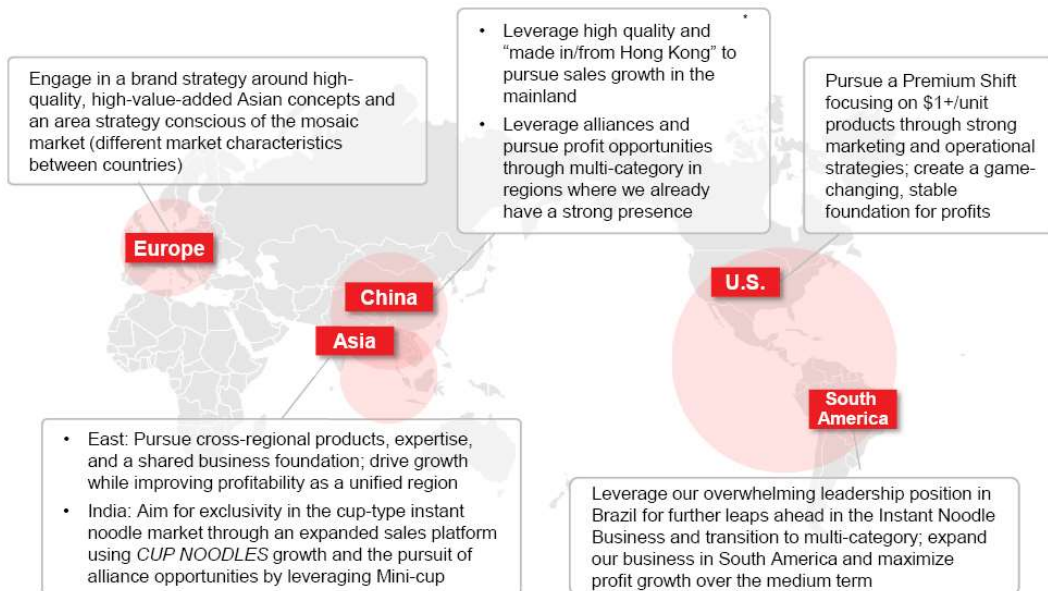 Engage in a brand strategy around high-
quality, high-value-added Asian concepts and
an area strategy conscious of the mosaic
market (different market characteristics
between countries)
*
• Leverage high quality and
“made in/from Hong Kong” to
pursue sales growth in the
mainland
• Leverage alliances and
pursue profit opportunities
through multi-category in
regions where we already
have a strong presence
Pursue a Premium Shift
focusing on $1+/unit
products through strong
marketing and operational
strategies; create a game-
changing, stable
foundation for profits
Europe
China
Asia
U.S.
South
America
• East: Pursue cross-regional products, expertise,
and a shared business foundation; drive growth
while improving profitability as a unified region
• India: Aim for exclusivity in the cup-type instant
noodle market through an expanded sales platform
using CUP NOODLES growth and the pursuit of
alliance opportunities by leveraging Mini-cup
Leverage our overwhelming leadership position in
Brazil for further leaps ahead in the Instant Noodle
Business and transition to multi-category; expand
our business in South America and maximize
profit growth over the medium term